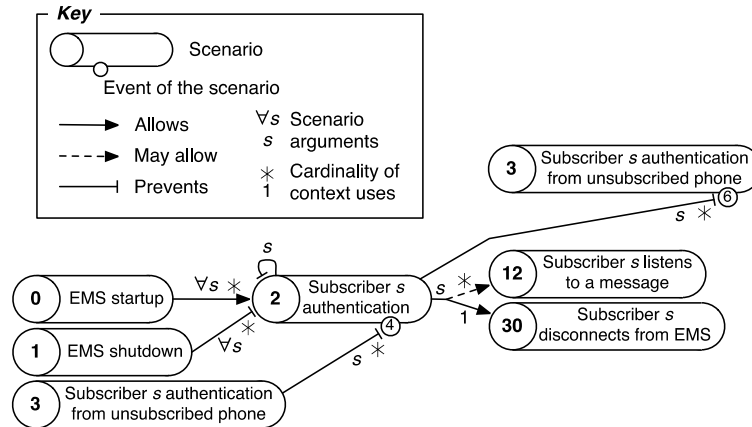 Key
Scenario
Event of the scenario
Allows
May allow
Prevents
∀s Scenario
s arguments
* Cardinality of
1 context uses
3 Subscriber s authentication
from unsubscribed phone
6
s *
s
0 EMS startup
∀s *
2 Subscriber s
authentication
4
s
*
1
12 Subscriber s listens
to a message
30 Subscriber s
disconnects from EMS
1 EMS shutdown
*
∀s
s *
3 Subscriber s authentication
from unsubscribed phone